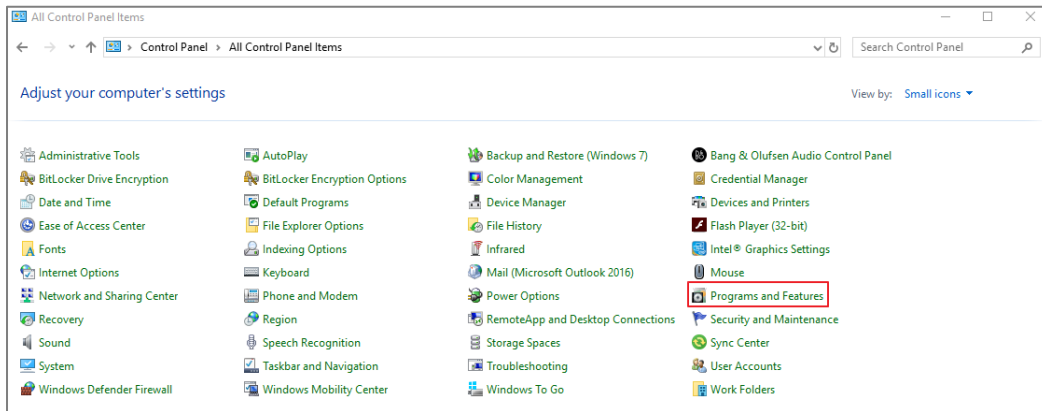 All Control Panel Items
Control Panel > All Control Panel Items
Search Control Panel
Adjust your computer's settings
View by: Small icons
Administrative Tools AutoPlay Backup and Restore (Windows 7) Bang & Olufsen Audio Control Panel
BitLocker Drive Encryption BitLocker Encryption Options Color Management Credential Manager
Date and Time Default Programs Device Manager Devices and Printers
Ease of Access Center File Explorer Options File History Flash Player (32-bit)
Fonts Indexing Options Infrared Intel® Graphics Settings
Internet Options Keyboard Mail (Microsoft Outlook 2016) Mouse
Network and Sharing Center Phone and Modem Power Options Programs and Features
Recovery Region RemoteApp and Desktop Connections Security and Maintenance
Sound Speech Recognition Storage Spaces Sync Center
System Taskbar and Navigation Troubleshooting User Accounts
Windows Defender Firewall Windows Mobility Center Windows To Go Work Folders